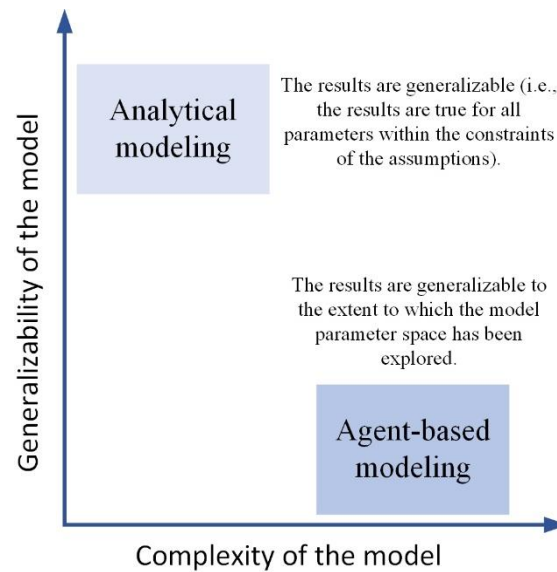 Generalizability of the model
Analytical
modeling
The results are generalizable (i.e.,
the results are true for all
parameters within the constraints
of the assumptions).
The results are generalizable to
the extent to which the model
parameter space has been
explored.
Agent-based
modeling
Complexity of the model